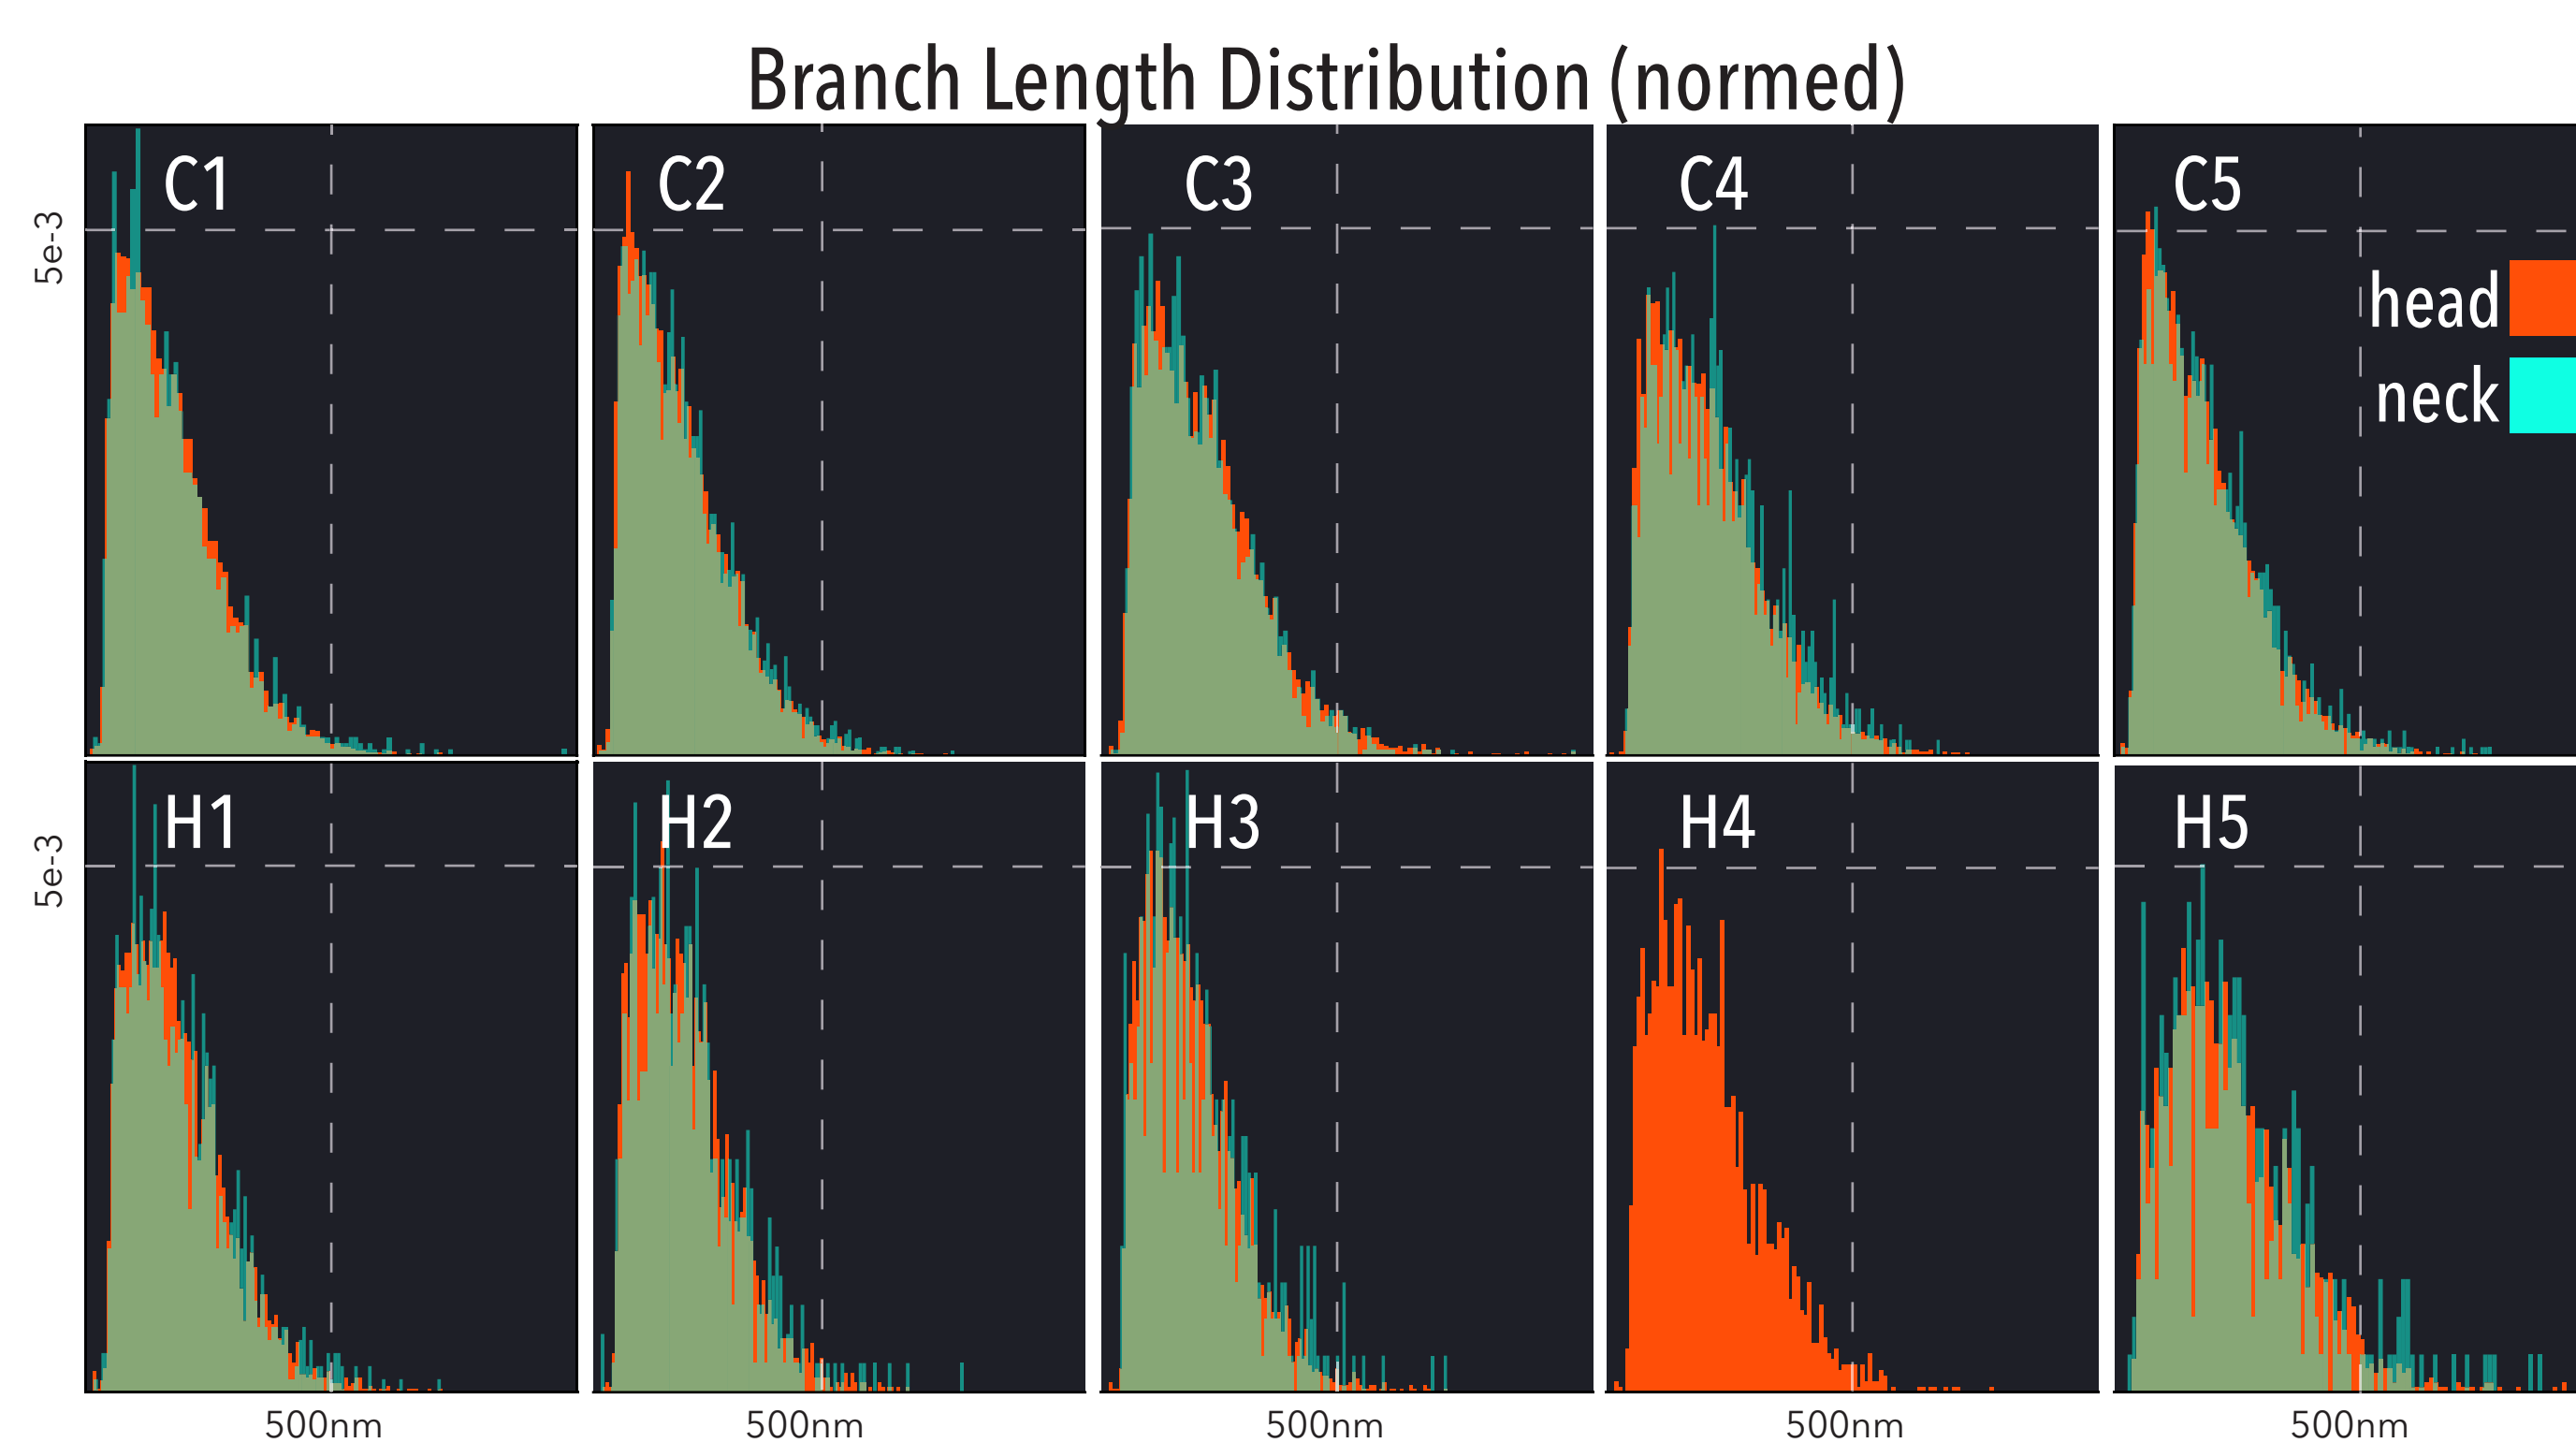 Branch Length Distribution (normed)
C1
C2
C3
C4
C5
5e-3
head
neck
H1
H2
H3
H4
H5
5e-3
500nm
500nm
500nm
500nm
500nm